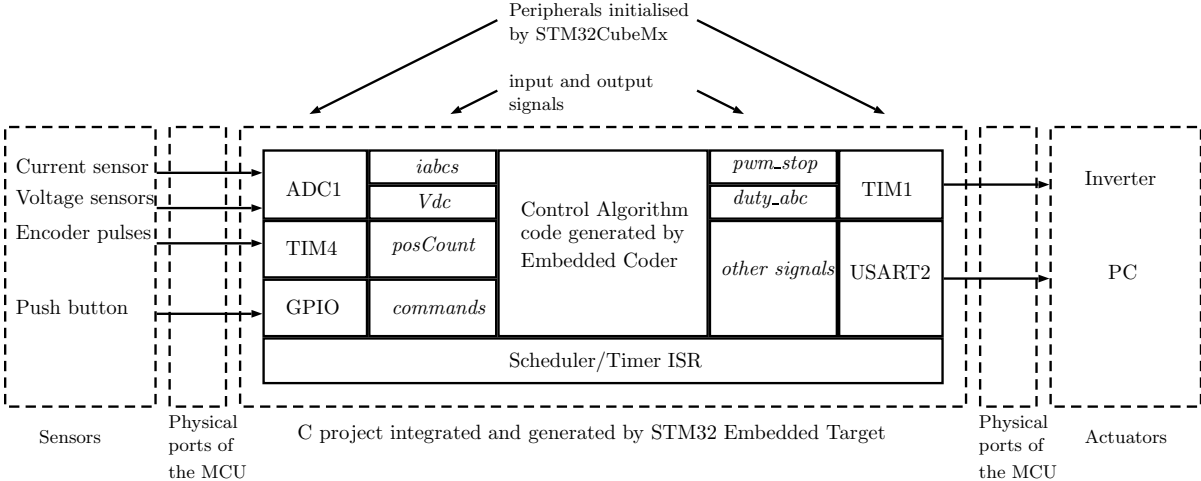 Peripherals initialised
by STM32CubeMx
input and output
signals
Current sensor
Voltage sensors
Encoder pulses
Push button
ADC1
TIM4
GPIO
iabcs
Vdc
posCount
commands
Control Algorithm
code generated by
Embedded Coder
pwm_stop
duty_abc
other signals
TIM1
USART2
Inverter
PC
Scheduler/Timer ISR
Sensors
Physical
ports of
the MCU
C project integrated and generated by STM32 Embedded Target
Physical
ports of
the MCU
Actuators